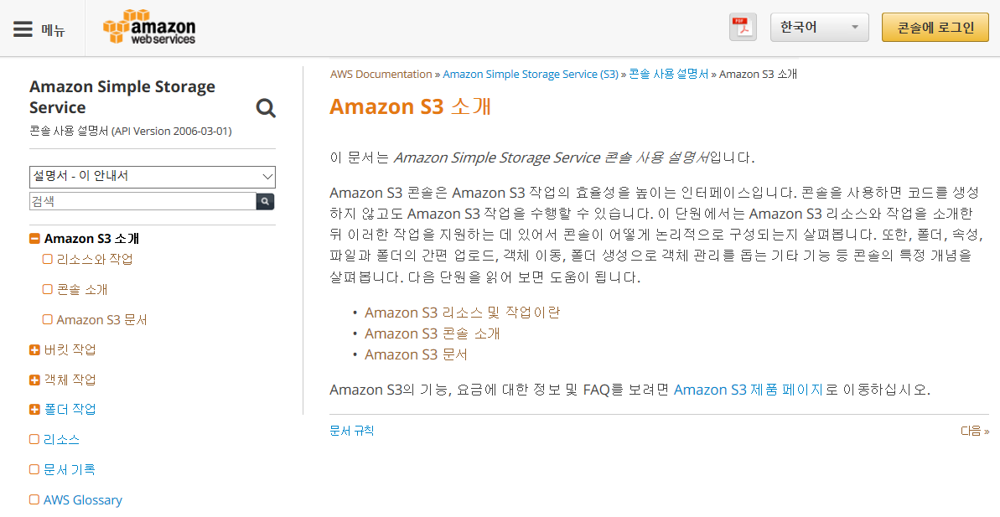 메뉴
amazon
web services
PDF
한국어
콘솔에 로그인
Amazon Simple Storage
Service
콘솔 사용 설명서 (API Version 2006-03-01)
설명서 - 이 안내서
검색
Amazon S3 소개
리소스와 작업
콘솔 소개
Amazon S3 문서
버킷 작업
객체 작업
폴더 작업
리소스
문서 기록
AWS Glossary
AWS Documentation » Amazon Simple Storage Service (S3) » 콘솔 사용 설명서 » Amazon S3 소개
Amazon S3 소개
이 문서는 Amazon Simple Storage Service 콘솔 사용 설명서입니다.
Amazon S3 콘솔은 Amazon S3 작업의 효율성을 높이는 인터페이스입니다. 콘솔을 사용하면 코드를 생성
하지 않고도 Amazon S3 작업을 수행할 수 있습니다. 이 단원에서는 Amazon S3 리소스와 작업을 소개한
뒤 이러한 작업을 지원하는 데 있어서 콘솔이 어떻게 논리적으로 구성되는지 살펴봅니다. 또한, 폴더, 속성,
파일과 폴더의 간편 업로드, 객체 이동, 폴더 생성으로 객체 관리를 돕는 기타 기능 등 콘솔의 특정 개념을
살펴봅니다. 다음 단원을 읽어 보면 도움이 됩니다.
• Amazon S3 리소스 및 작업이란
• Amazon S3 콘솔 소개
• Amazon S3 문서
Amazon S3의 기능, 요금에 대한 정보 및 FAQ를 보려면 Amazon S3 제품 페이지로 이동하십시오.
문서 규칙
다음 »